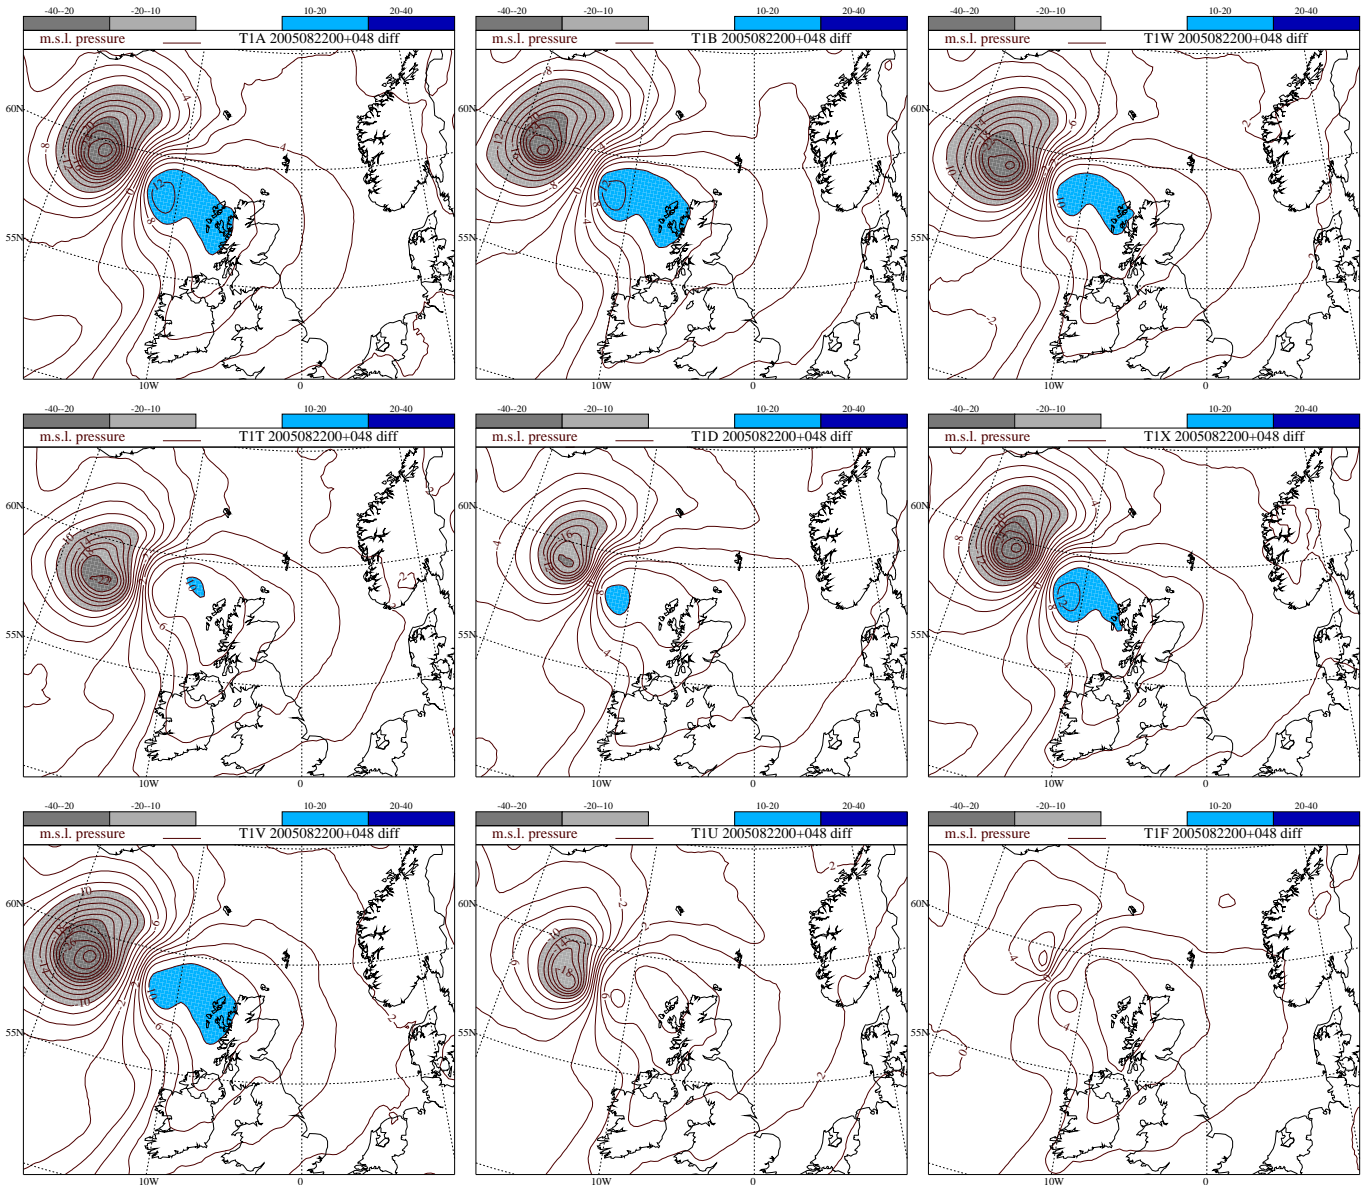 -40--20 -20--10 10-20 20-40
m.s.l. pressure T1A 2005082200+048 diff
60N
55N
10W 0
-40--20 -20--10 10-20 20-40
m.s.l. pressure T1B 2005082200+048 diff
60N
55N
10W 0
-40--20 -20--10 10-20 20-40
m.s.l. pressure T1W 2005082200+048 diff
60N
55N
10W 0
-40--20 -20--10 10-20 20-40
m.s.l. pressure T1T 2005082200+048 diff
60N
55N
10W 0
-40--20 -20--10 10-20 20-40
m.s.l. pressure T1D 2005082200+048 diff
60N
55N
10W 0
-40--20 -20--10 10-20 20-40
m.s.l. pressure T1X 2005082200+048 diff
60N
55N
10W 0
-40--20 -20--10 10-20 20-40
m.s.l. pressure T1V 2005082200+048 diff
60N
55N
10W 0
-40--20 -20--10 10-20 20-40
m.s.l. pressure T1U 2005082200+048 diff
60N
55N
10W 0
-40--20 -20--10 10-20 20-40
m.s.l. pressure T1F 2005082200+048 diff
60N
55N
10W 0